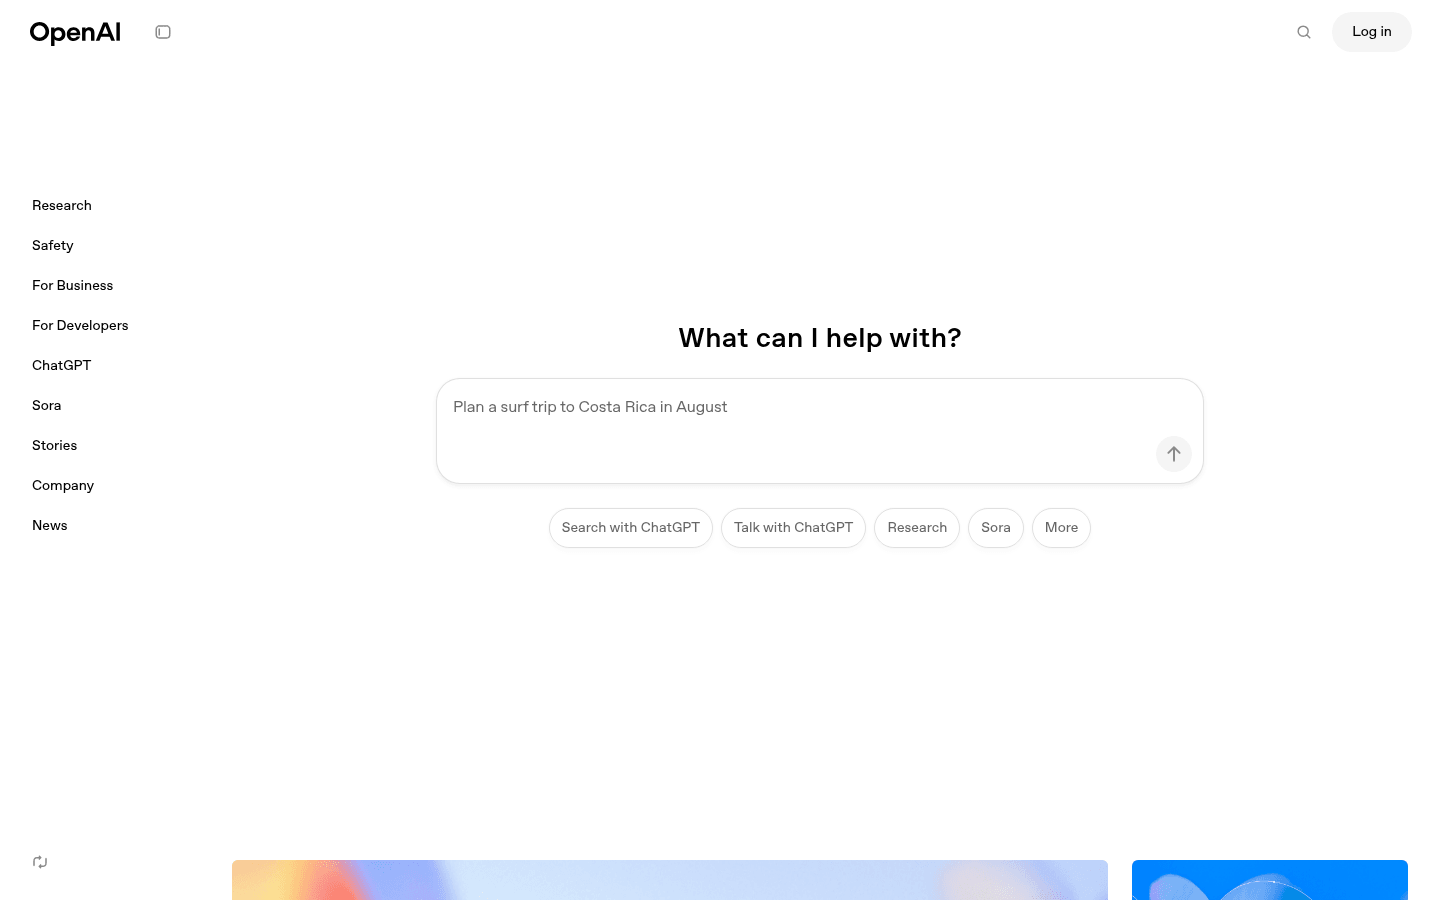 OpenAI
Log in
Research
Safety
For Business
For Developers
ChatGPT
Sora
Stories
Company
News
What can I help with?
Plan a surf trip to Costa Rica in August
Search with ChatGPT
Talk with ChatGPT
Research
Sora
More